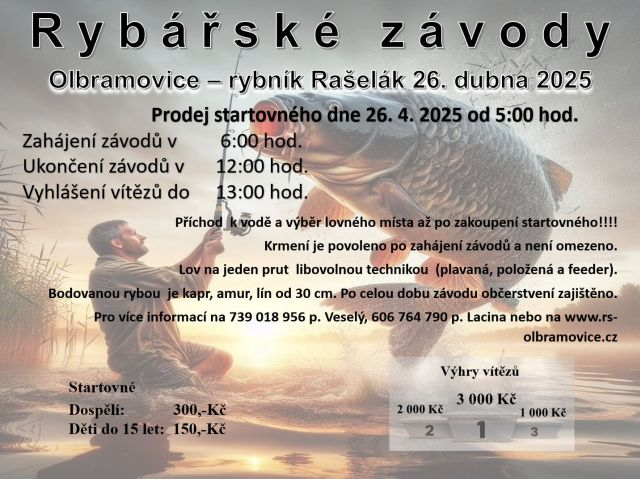 Rybářské závody
Olbramovice – rybník Rašelák 26. dubna 2025
Prodej startovného dne 26. 4. 2025 od 5:00 hod.
Zahájení závodů v 6:00 hod.
Ukončení závodů v 12:00 hod.
Vyhlášení vítězů do 13:00 hod.
Příchod k vodě a výběr lovného místa až po zakoupení startovného!!!!
Krmení je povoleno po zahájení závodů a není omezeno.
Lov na jeden prut libovolnou technikou (plavaná, položená a feeder).
Bodovanou rybou je kapr, amur, lín od 30 cm. Po celou dobu závodu občerstvení zajištěno.
Pro více informací na 739 018 956 p. Veselý, 606 764 790 p. Lacina nebo na www.rs-
olbramovice.cz
Startovné
Dospělí: 300,-Kč
Děti do 15 let: 150,-Kč
Výhry vítězů
2 000 Kč 3 000 Kč 1 000 Kč
2 1 3